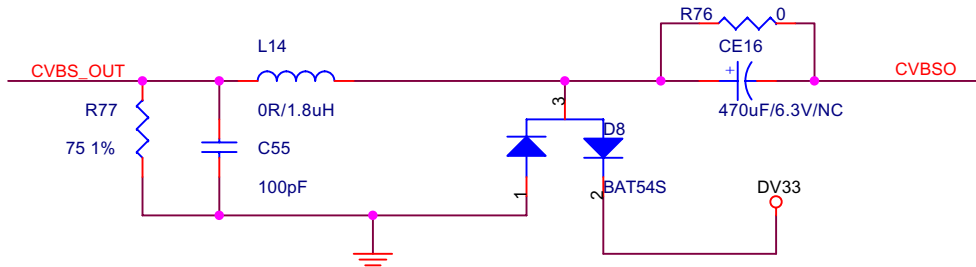 R76 0
L14
CE16
CVBS_OUT
CVBSO
R77
0R/1.8uH
3
470uF/6.3V/NC
D8
75 1%
C55
100pF
1
2
BAT54S
DV33